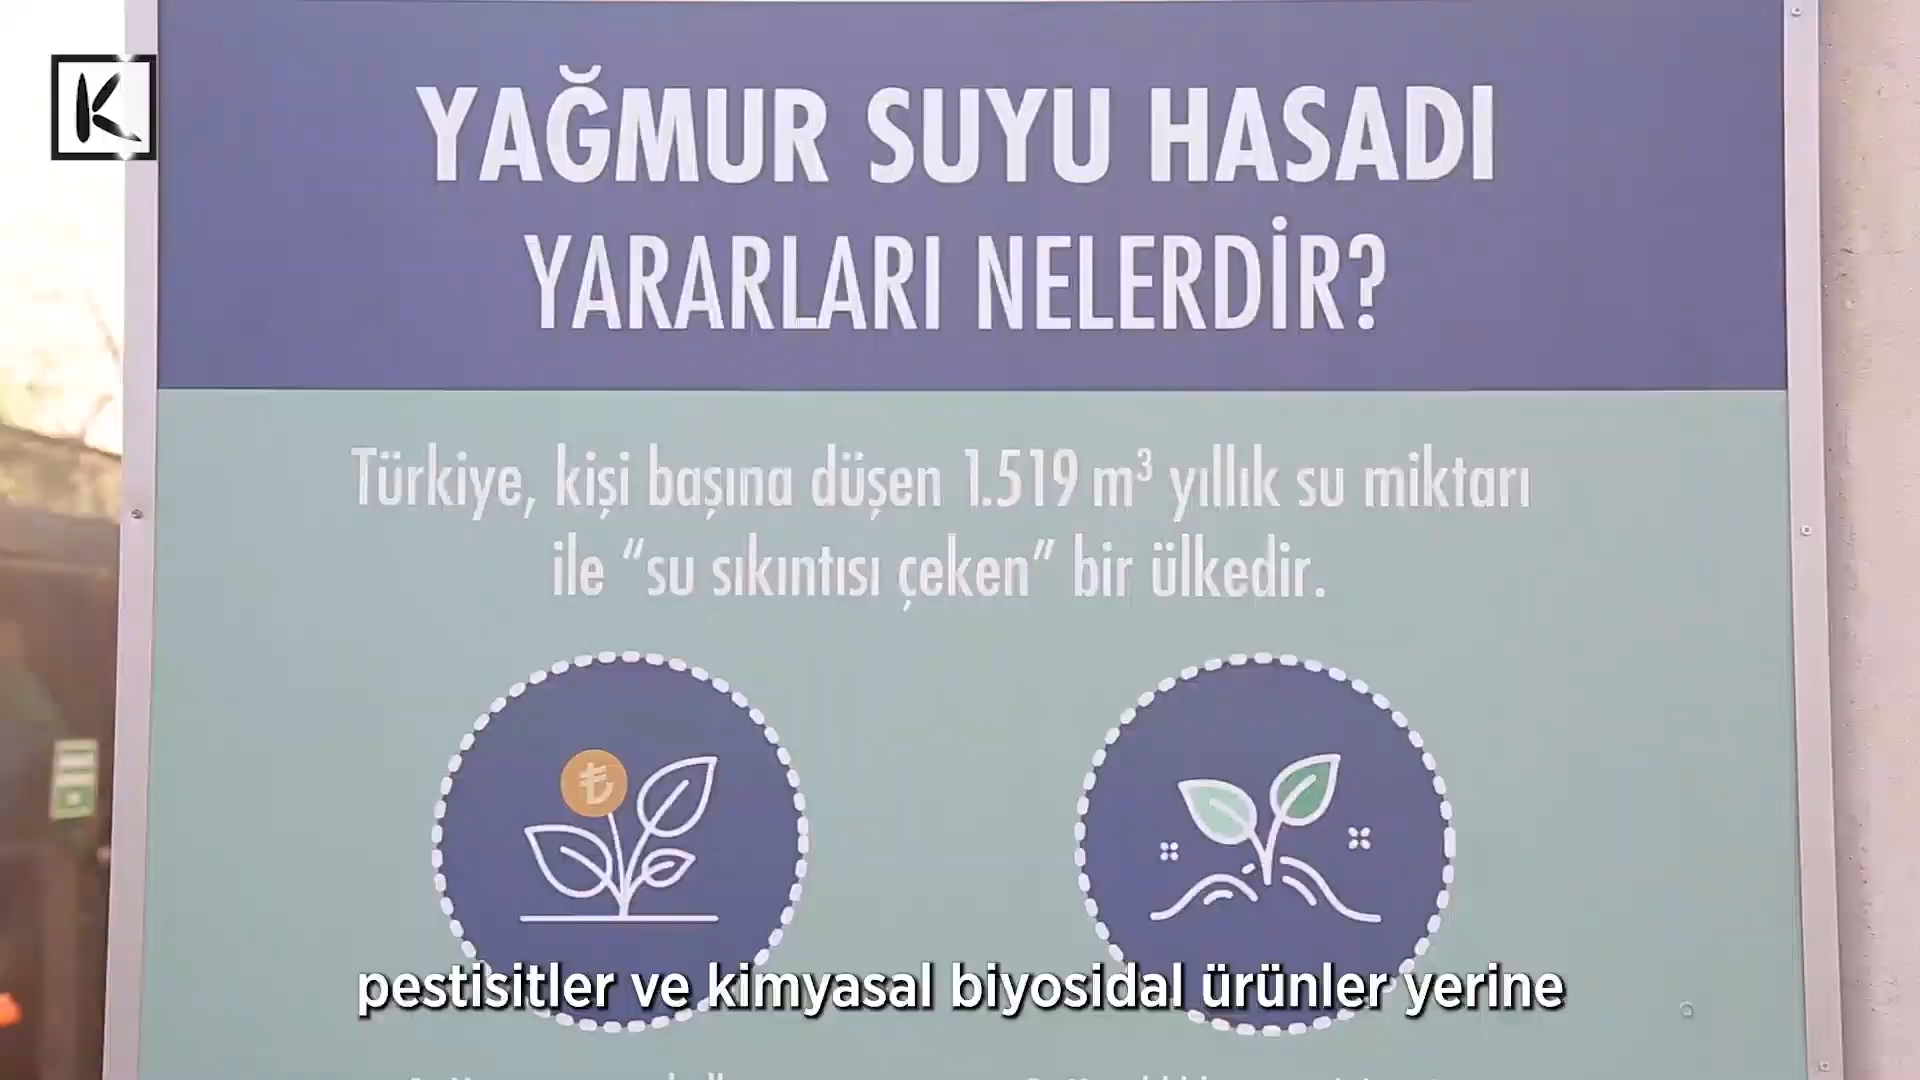 K
YAĞMUR SUYU HASADI
YARARLARI NELERDİR?
Türkiye, kişi başına düşen 1.519 m³ yıllık su miktarı
ile “su sıkıntısı çeken” bir ülkedir.
₺
pestisitler ve kimyasal biyosidal ürünler yerine